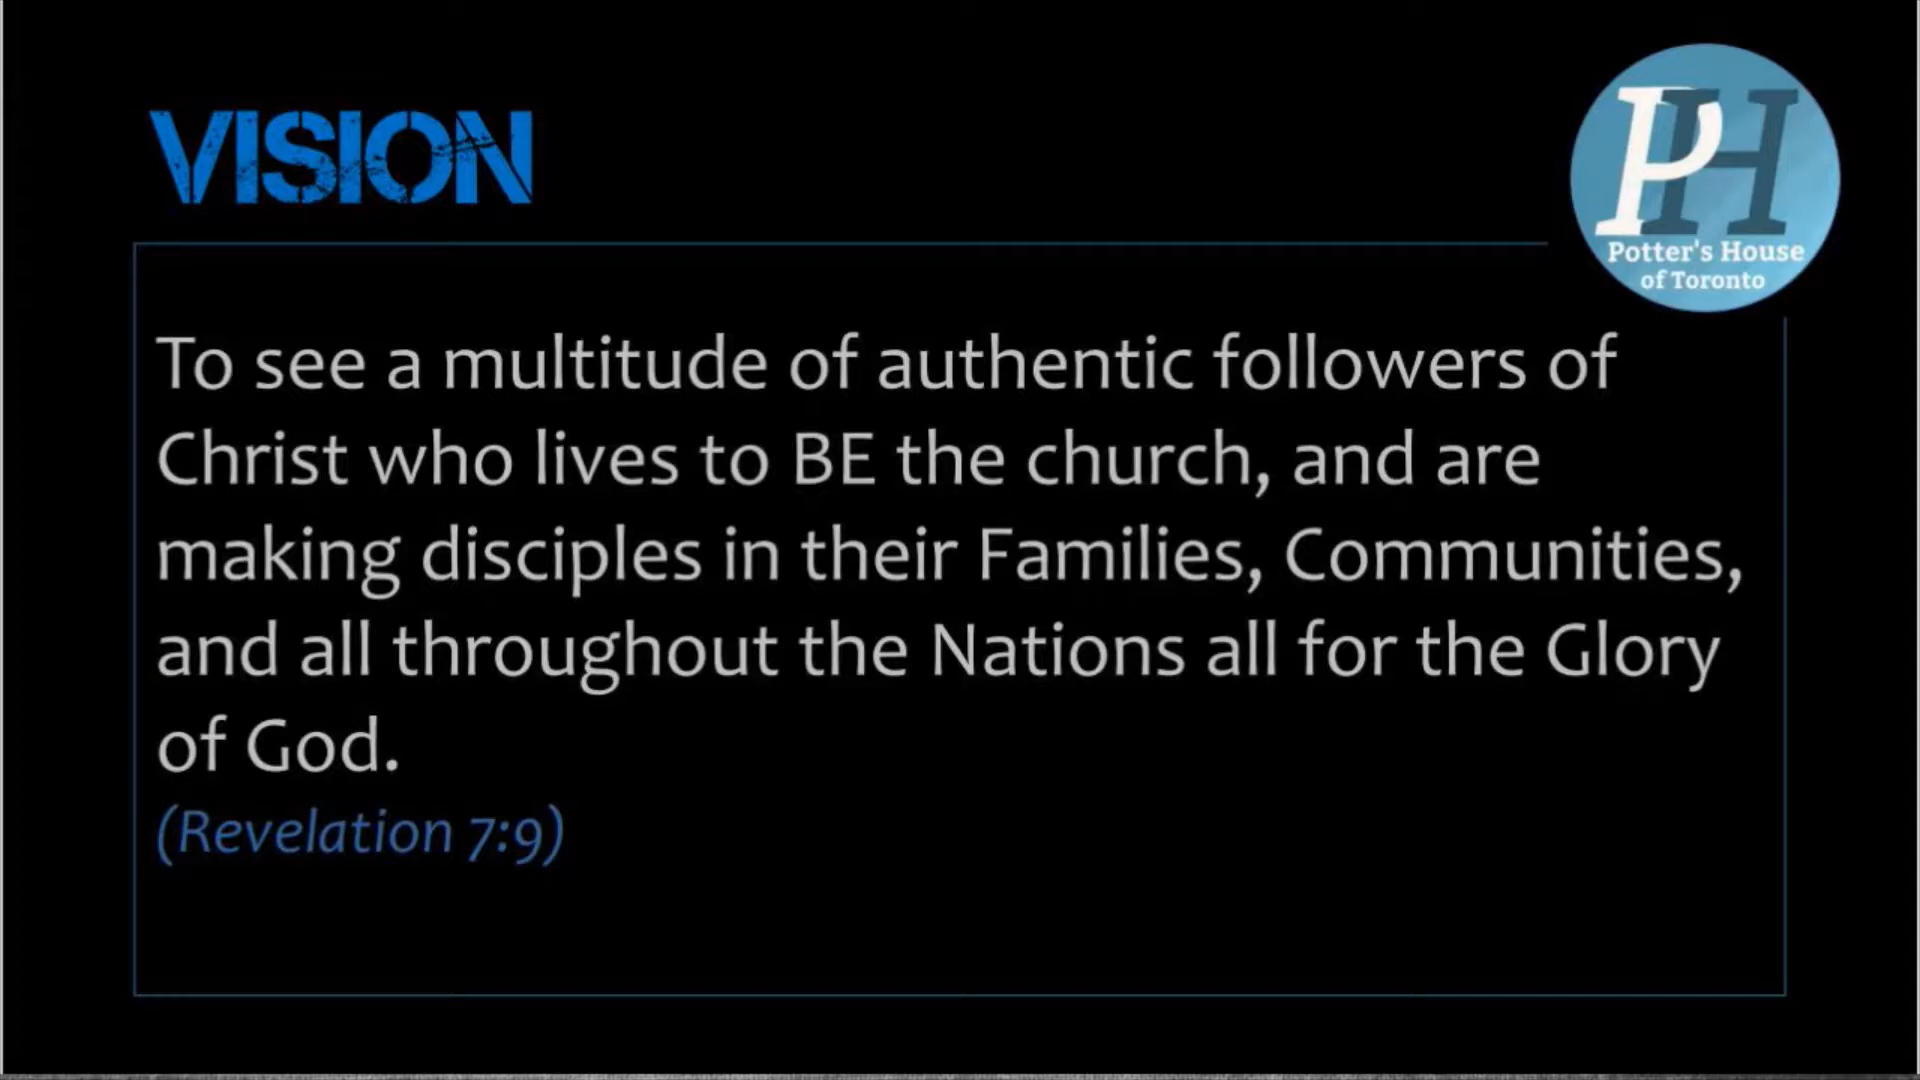 VISION
PH
Potter's House
of Toronto
To see a multitude of authentic followers of
Christ who lives to BE the church, and are
making disciples in their Families, Communities,
and all throughout the Nations all for the Glory
of God.
(Revelation 7:9)